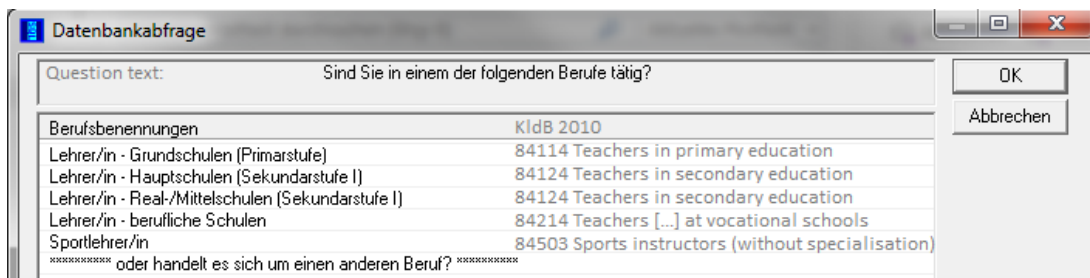 Datenbankabfrage
Question text: Sind Sie in einem der folgenden Berufe tätig?
OK
Abbrechen
Berufsbenennungen KldB 2010
Lehrer/in - Grundschulen (Primarstufe) 84114 Teachers in primary education
Lehrer/in - Hauptschulen (Sekundarstufe I) 84124 Teachers in secondary education
Lehrer/in - Real-/Mittelschulen (Sekundarstufe I) 84124 Teachers in secondary education
Lehrer/in - berufliche Schulen 84214 Teachers [...] at vocational schools
Sportlehrer/in 84503 Sports instructors (without specialisation)
********** oder handelt es sich um einen anderen Beruf? **********